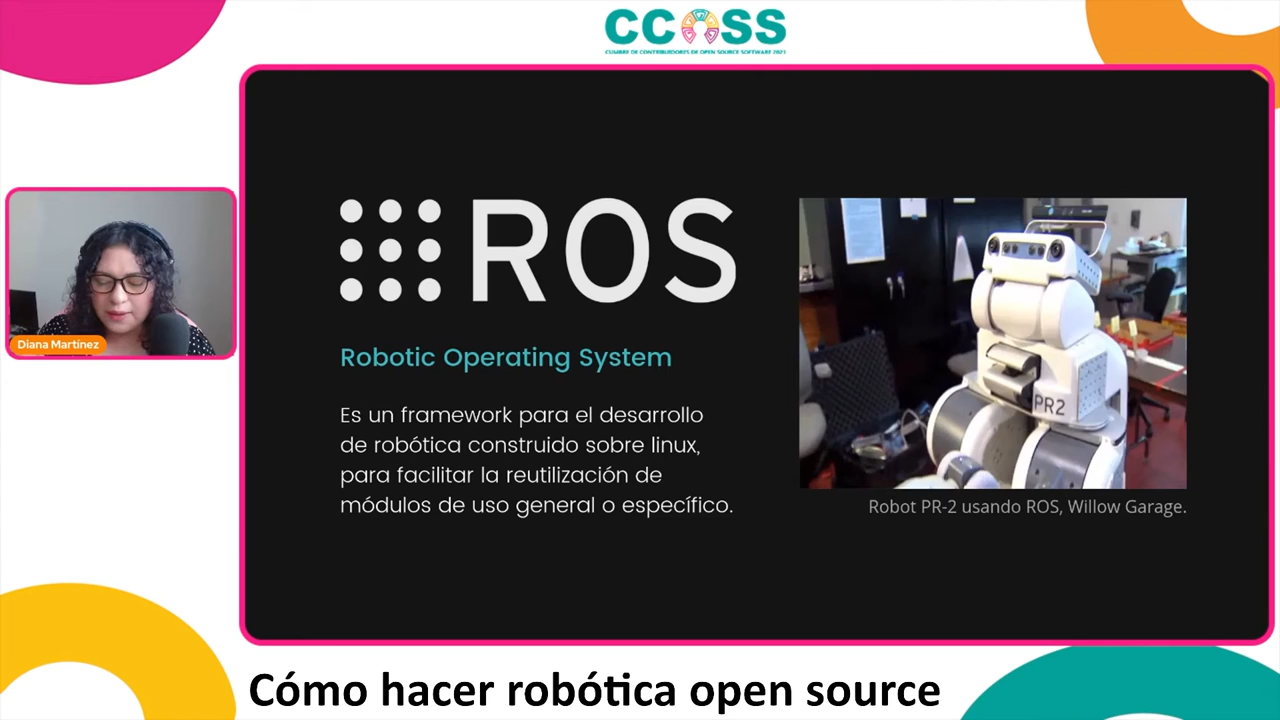 CCOSS
CUMBRE DE CONTRIBUIDORES DE OPEN SOURCE SOFTWARE 2021
ROS
Robotic Operating System
Es un framework para el desarrollo
de robótica construido sobre linux,
para facilitar la reutilización de
módulos de uso general o específico.
PR2
Robot PR-2 usando ROS, Willow Garage.
Diana Martínez
Cómo hacer robótica open source